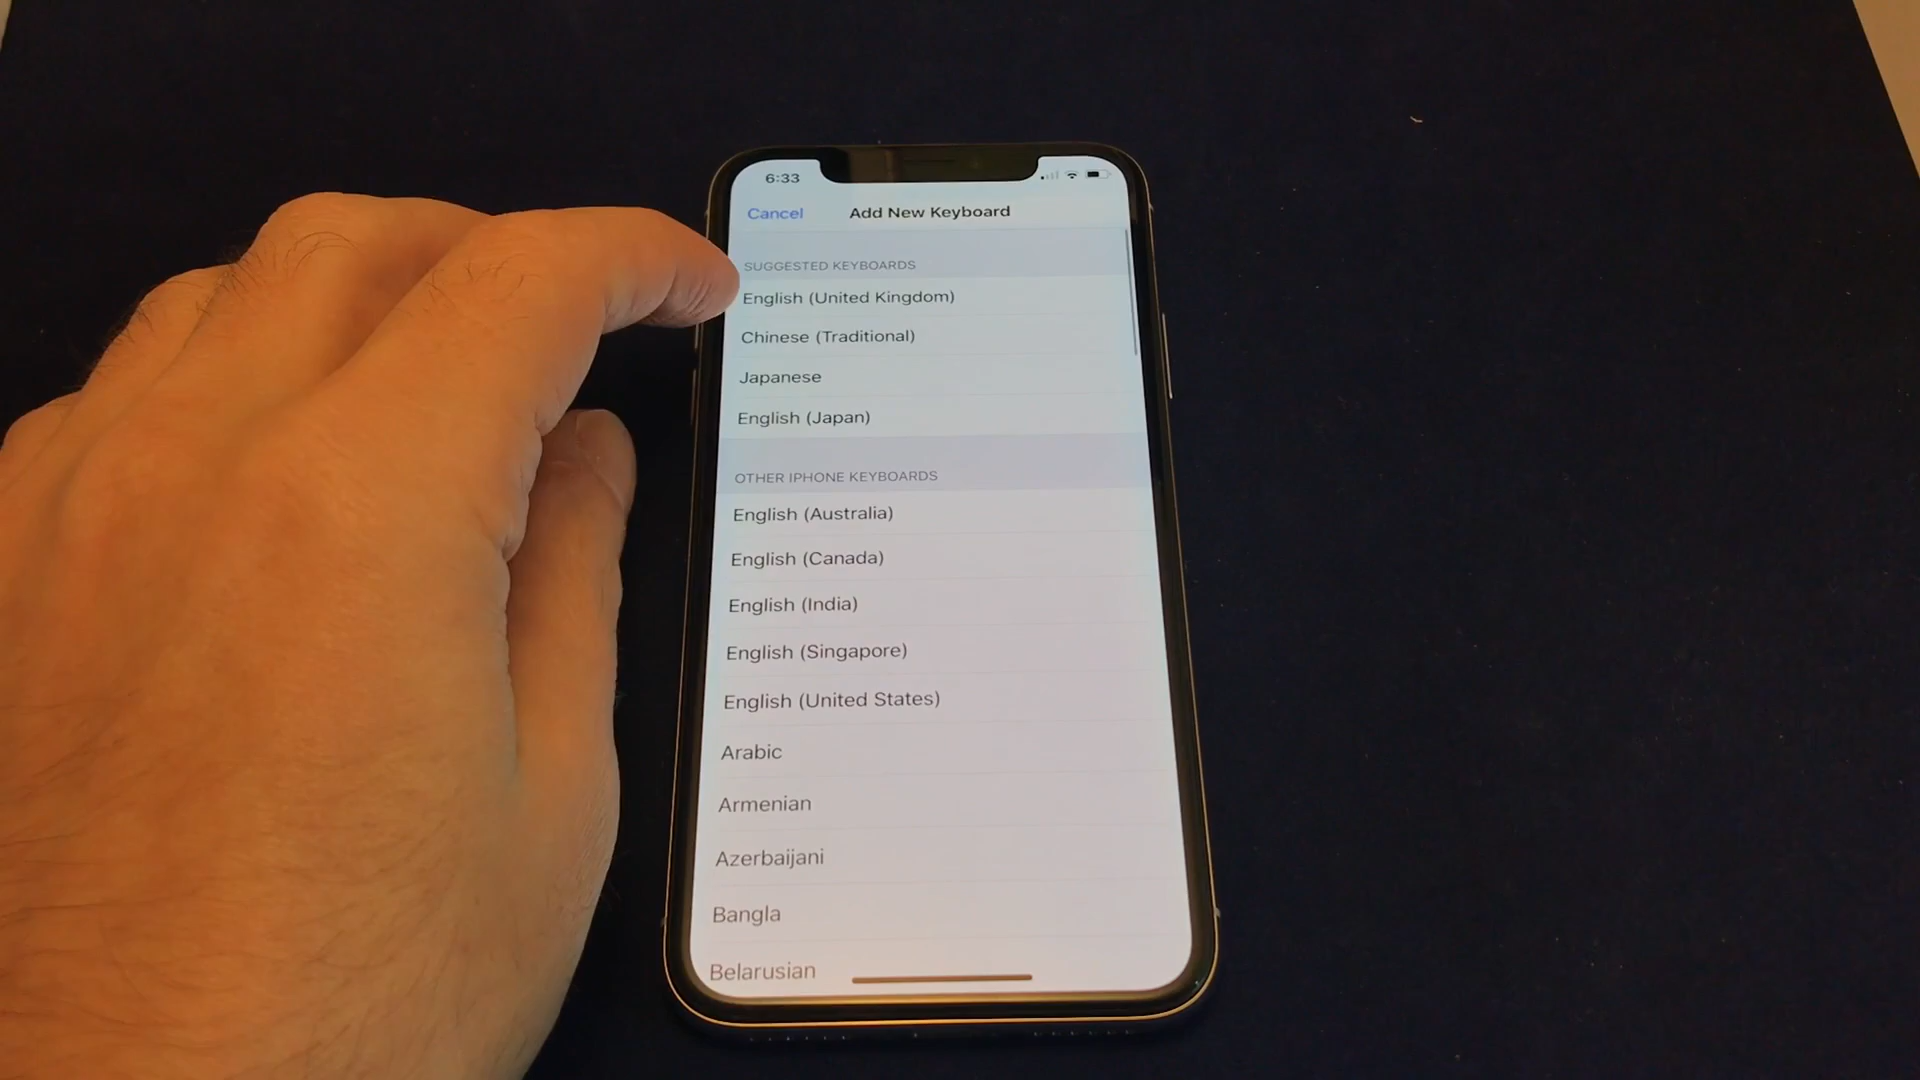 6:33
Cancel
Add New Keyboard
SUGGESTED KEYBOARDS
English (United Kingdom)
Chinese (Traditional)
Japanese
English (Japan)
OTHER IPHONE KEYBOARDS
English (Australia)
English (Canada)
English (India)
English (Singapore)
English (United States)
Arabic
Armenian
Azerbaijani
Bangla
Belarusian